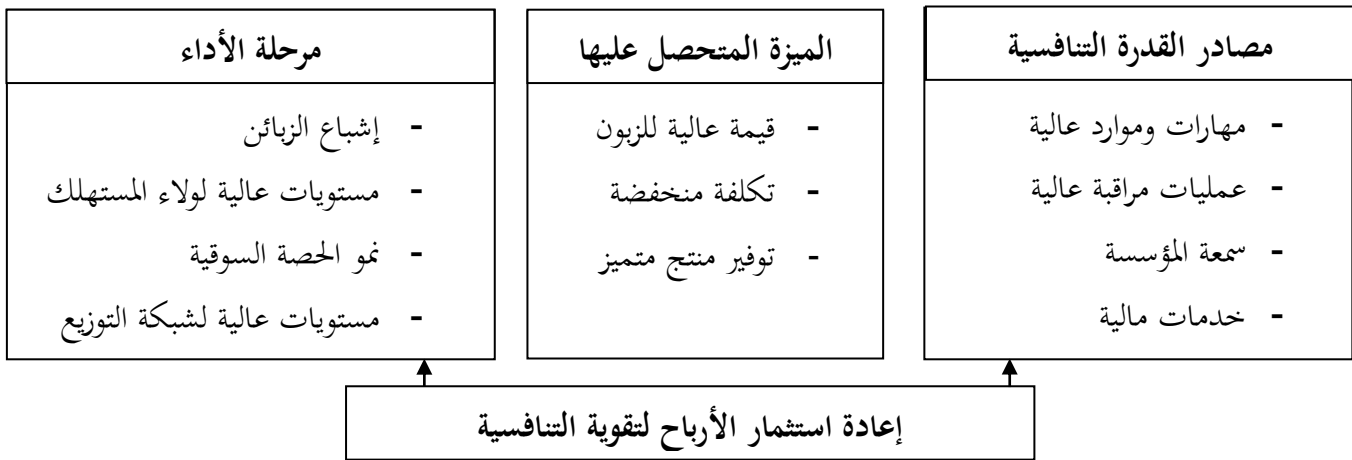 مصادر القدرة التنافسية
- مهارات وموارد عالية
- عمليات مراقبة عالية
- سمعة المؤسسة
- خدمات مالية
الميزة المتحصل عليها
- قيمة عالية للزبون
- تكلفة منخفضة
- توفير منتج متميز
مرحلة الأداء
- إشباع الزبائن
- مستويات عالية لولاء المستهلك
- نمو الحصة السوقية
- مستويات عالية لشبكة التوزيع
إعادة استثمار الأرباح لتقوية التنافسية